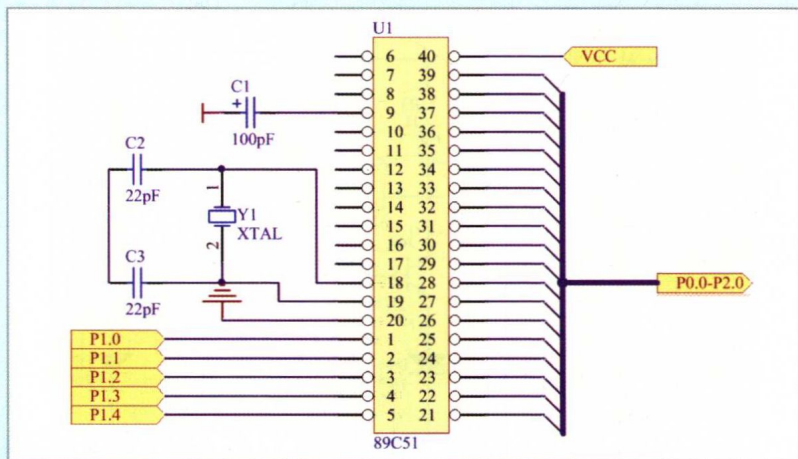 U1
6 40 VCC
7 39
8 38
C1
+
9 37
100pF
10 36
11 35
C2
12 34
22pF
1
13 33
14 32
Y1
15 31
XTAL
2
16 30
C3
17 29
18 28 P0.0-P2.0
22pF
19 27
20 26
P1.0 1 25
P1.1 2 24
P1.2 3 23
P1.3 4 22
P1.4 5 21
89C51